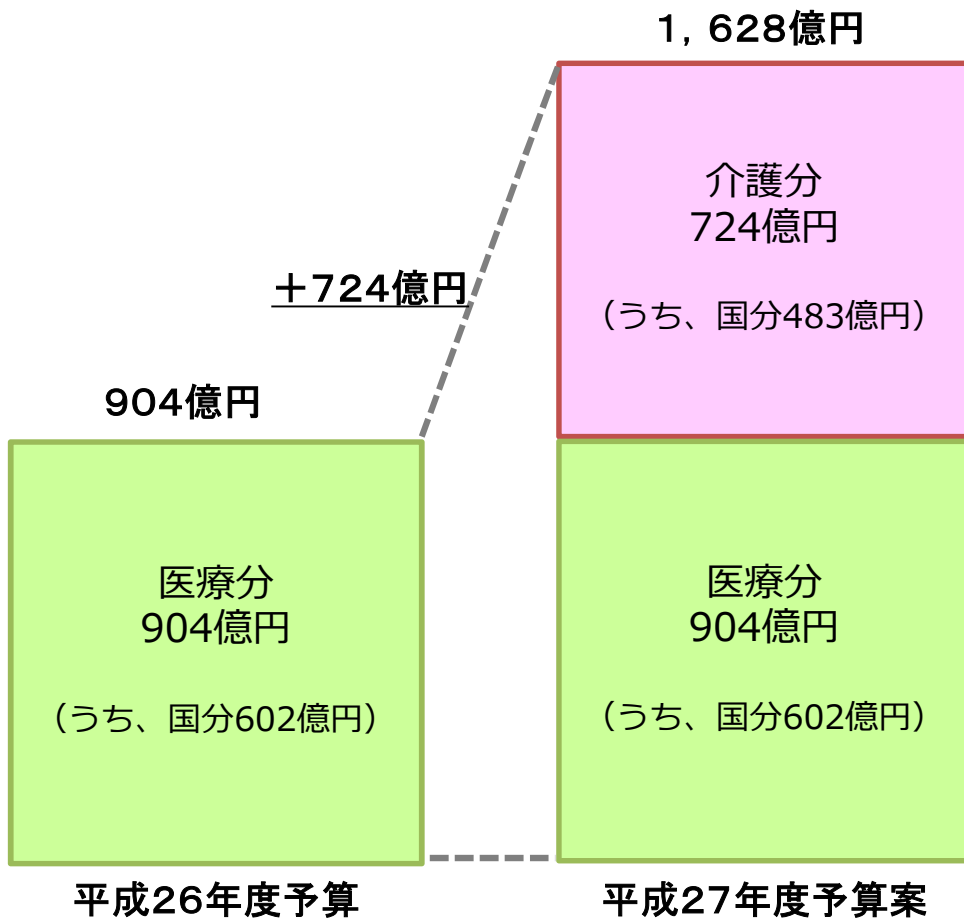 1，628億円
介護分
724億円
（うち、国分483億円）
＋724億円
904億円
医療分
904億円
（うち、国分602億円）
医療分
904億円
（うち、国分602億円）
平成26年度予算
平成27年度予算案